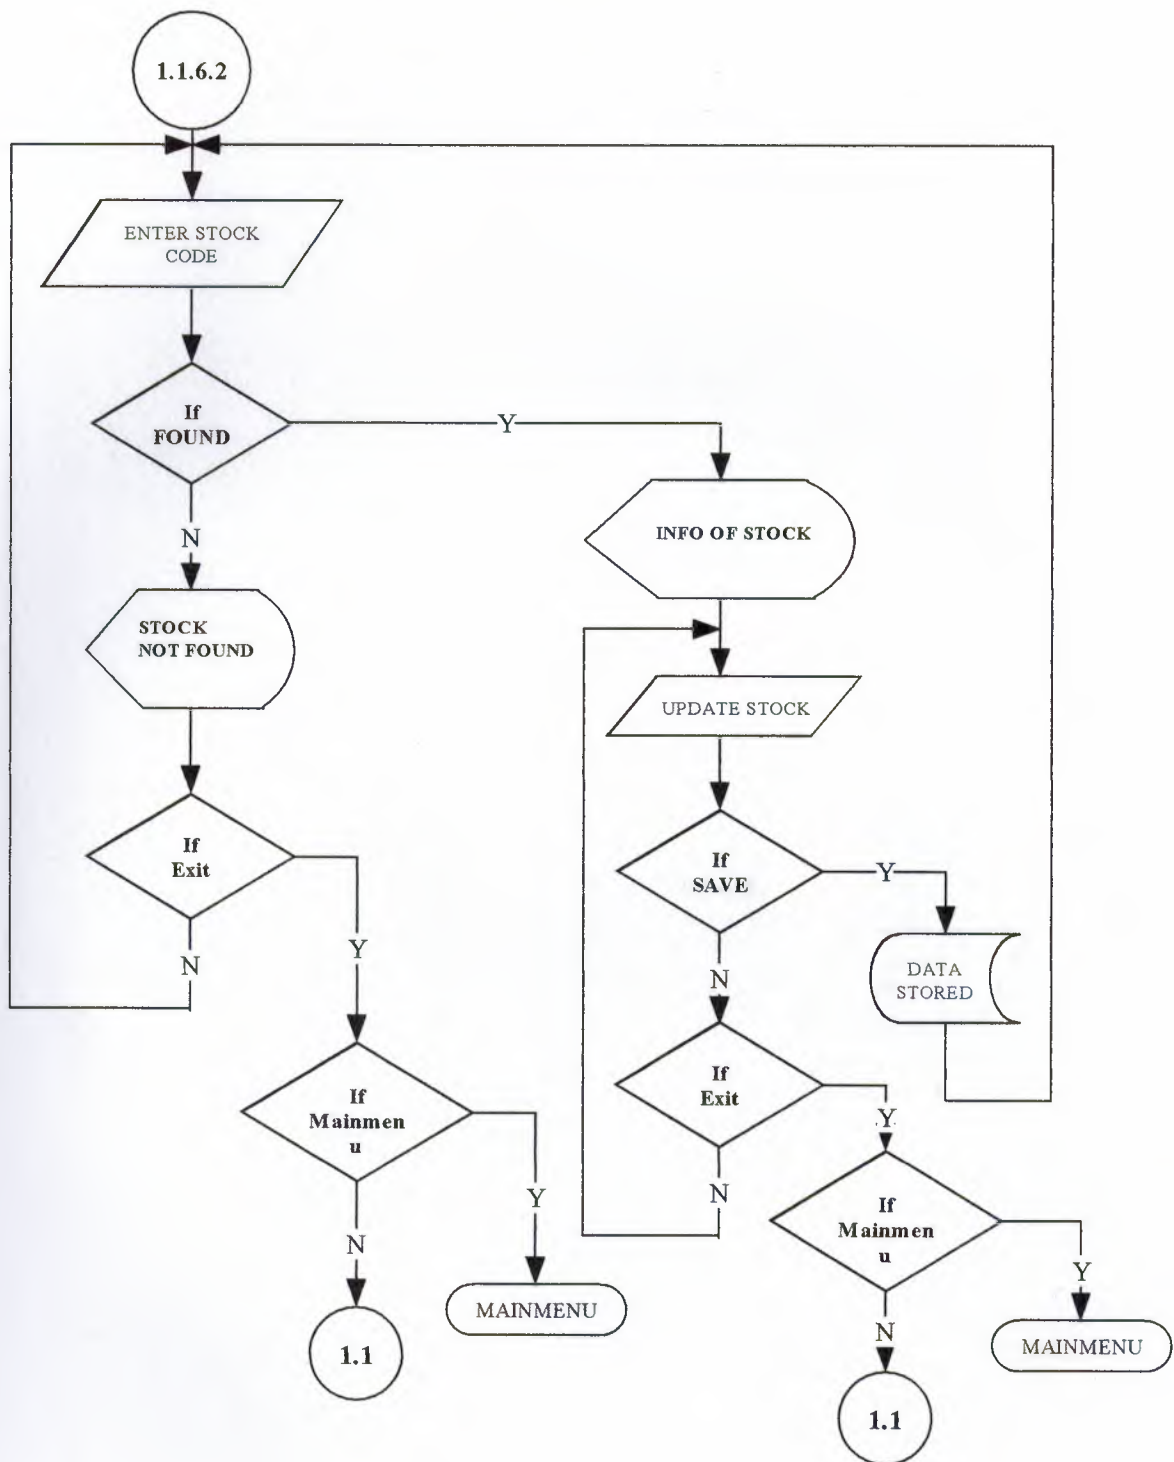 1.1.6.2
ENTER STOCK
CODE
If
FOUND
Y
N
INFO OF STOCK
STOCK
NOT FOUND
UPDATE STOCK
If
Exit
If
SAVE
Y
Y
N
N
DATA
STORED
If
Mainmen
u
If
Exit
Y
Y
N
N
If
Mainmen
u
Y
MAINMENU
N
MAINMENU
1.1
1.1